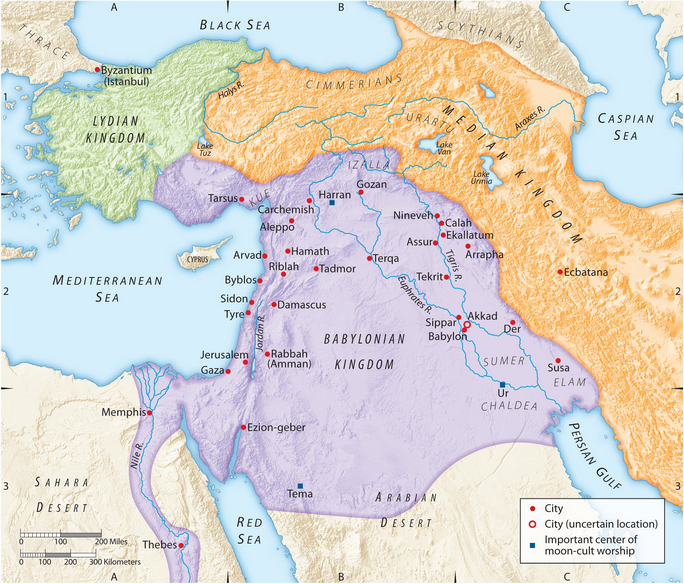 A
B
C
BLACK SEA
THRACE
SCYTHIANS
Byzantium
(Istanbul)
CIMMERIANS
Halys R.
1
1
LYDIAN
KINGDOM
URARTU
Araxes R.
CASPIAN
SEA
MEDIAN KINGDOM
Lake
Tuz
Lake
Van
IZALLA
Lake
Urmia
Tarsus
KUE
Harran
Gozan
Carchemish
Aleppo
Nineveh
Calah
Ekallatum
Assur
Arrapha
CYPRUS
Arvad
Hamath
Riblah
Tadmor
Terqa
Tigris R.
Tekrit
Ecbatana
MEDITERRANEAN
SEA
2
2
Byblos
Euphrates R.
Sidon
Tyre
Damascus
Sippar
Akkad
Babylon
Der
Jordan R.
BABYLONIAN
KINGDOM
SUMER
Jerusalem
Rabbah
(Amman)
Gaza
Susa
ELAM
Ur
CHALDEA
Memphis
Ezion-geber
PERSIAN GULF
Nile R.
SAHARA
DESERT
3
3
Tema
ARABIAN
DESERT
RED
SEA
City
City (uncertain location)
Important center of
moon-cult worship
0 100 200 Miles
0 100 200 300 Kilometers
Thebes
A
B
C